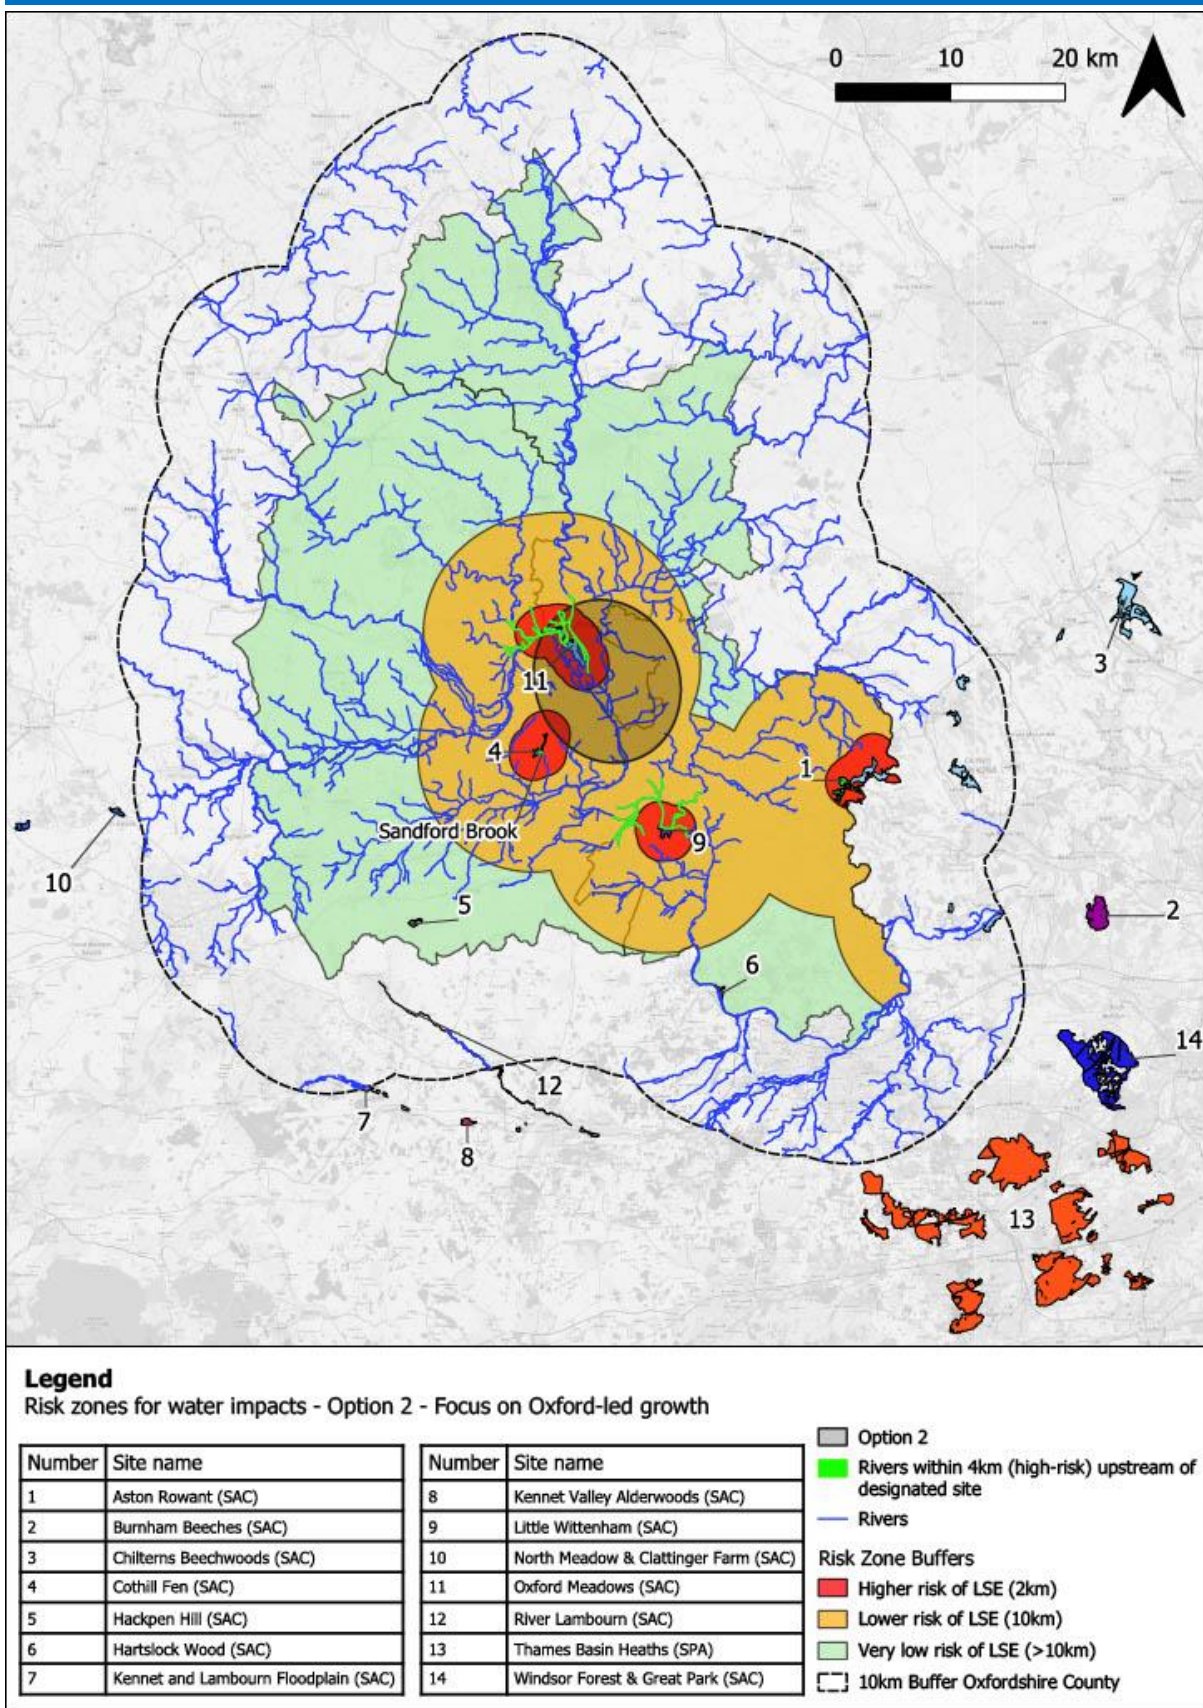 0 10 20 km
11
4
1
3
Sandford Brook
9
10
5
2
6
14
12
7
8
13
Legend
Risk zones for water impacts - Option 2 - Focus on Oxford-led growth
Number Site name
1 Aston Rowant (SAC)
2 Burnham Beeches (SAC)
3 Chilterns Beechwoods (SAC)
4 Cothill Fen (SAC)
5 Hackpen Hill (SAC)
6 Hartslock Wood (SAC)
7 Kennet and Lambourn Floodplain (SAC)
Number Site name
8 Kennet Valley Alderwoods (SAC)
9 Little Wittenham (SAC)
10 North Meadow & Clattinger Farm (SAC)
11 Oxford Meadows (SAC)
12 River Lambourn (SAC)
13 Thames Basin Heaths (SPA)
14 Windsor Forest & Great Park (SAC)
Option 2
Rivers within 4km (high-risk) upstream of
designated site
Rivers
Risk Zone Buffers
Higher risk of LSE (2km)
Lower risk of LSE (10km)
Very low risk of LSE (>10km)
10km Buffer Oxfordshire County